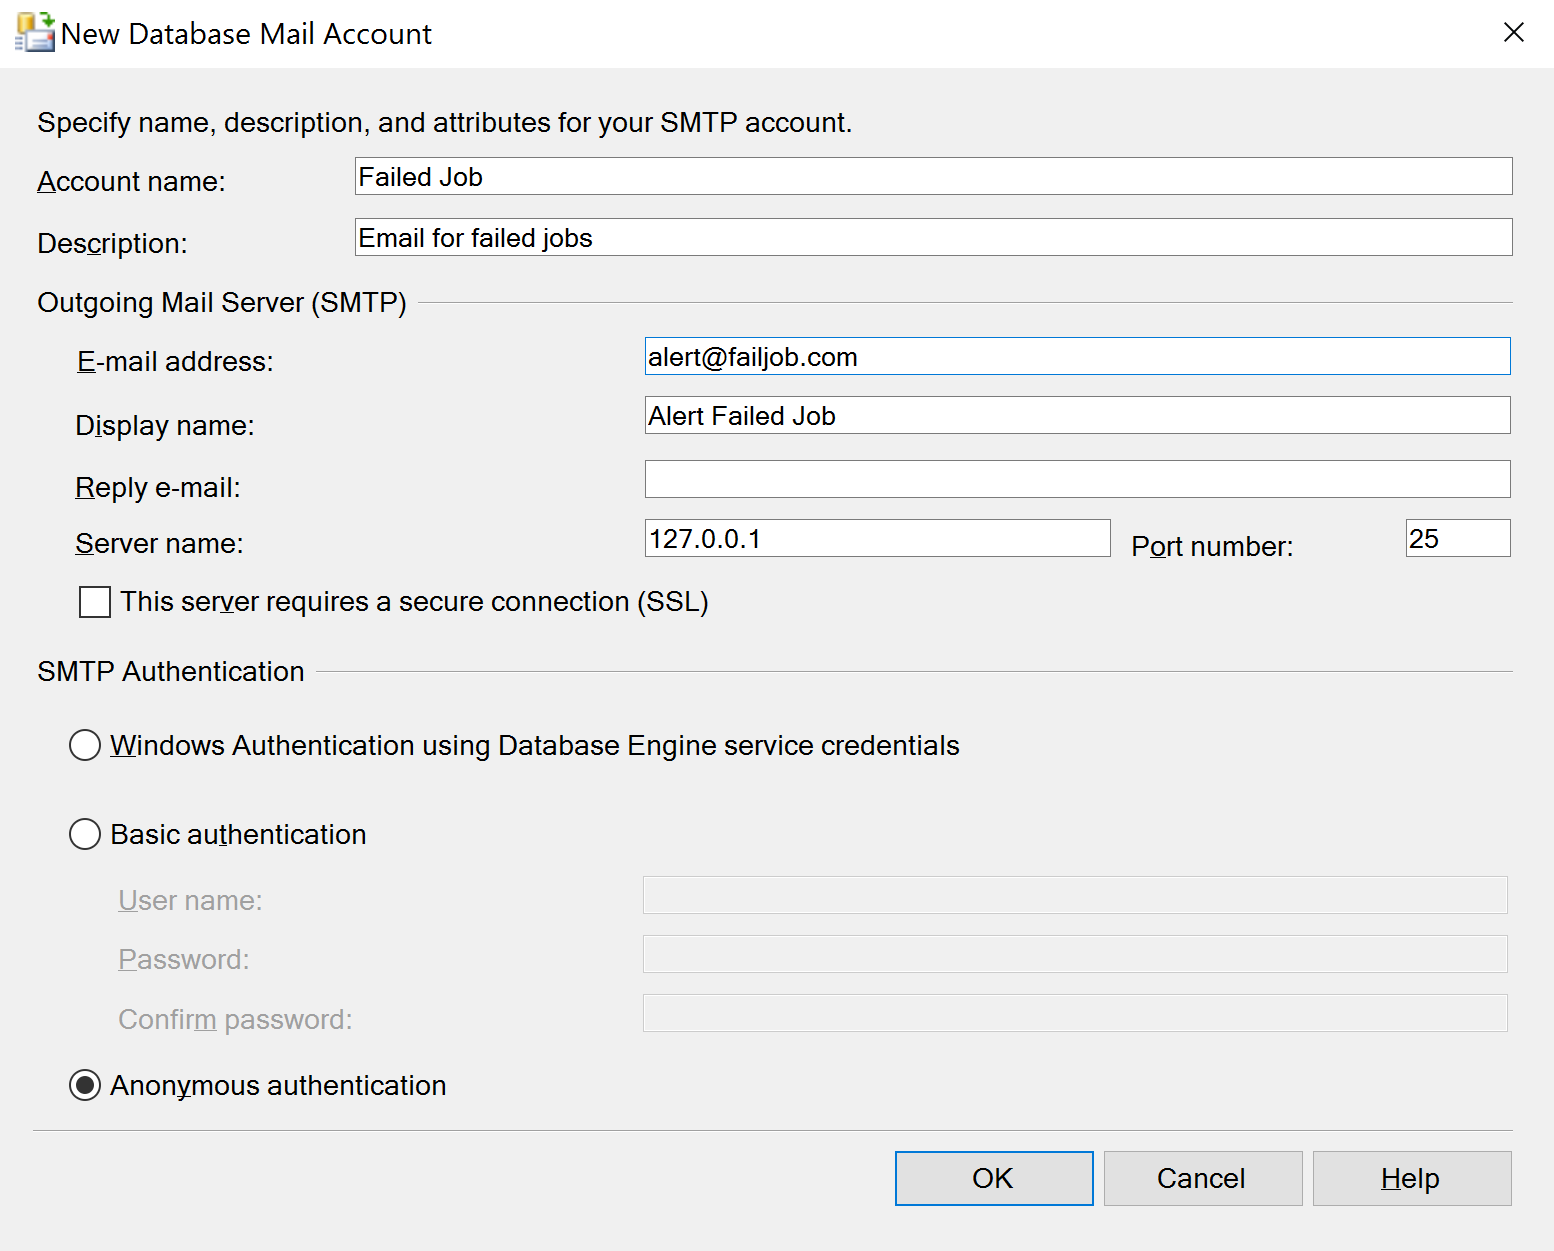 New Database Mail Account
Specify name, description, and attributes for your SMTP account.
Account name: Failed Job
Description: Email for failed jobs
Outgoing Mail Server (SMTP)
E-mail address: alert@failjob.com
Display name: Alert Failed Job
Reply e-mail:
Server name: 127.0.0.1 Port number: 25
This server requires a secure connection (SSL)
SMTP Authentication
Windows Authentication using Database Engine service credentials
Basic authentication
User name:
Password:
Confirm password:
Anonymous authentication
OK Cancel Help